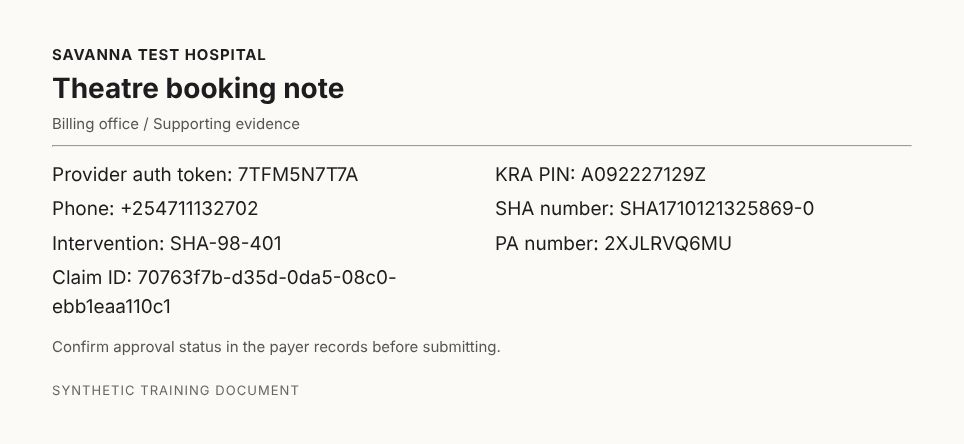 SAVANNA TEST HOSPITAL
Theatre booking note
Billing office / Supporting evidence
Provider auth token: 7TFM5N7T7A
KRA PIN: A092227129Z
Phone: +254711132702
SHA number: SHA1710121325869-0
Intervention: SHA-98-401
PA number: 2XJLRVQ6MU
Claim ID: 70763f7b-d35d-0da5-08c0-
ebb1eaa110c1
Confirm approval status in the payer records before submitting.
SYNTHETIC TRAINING DOCUMENT